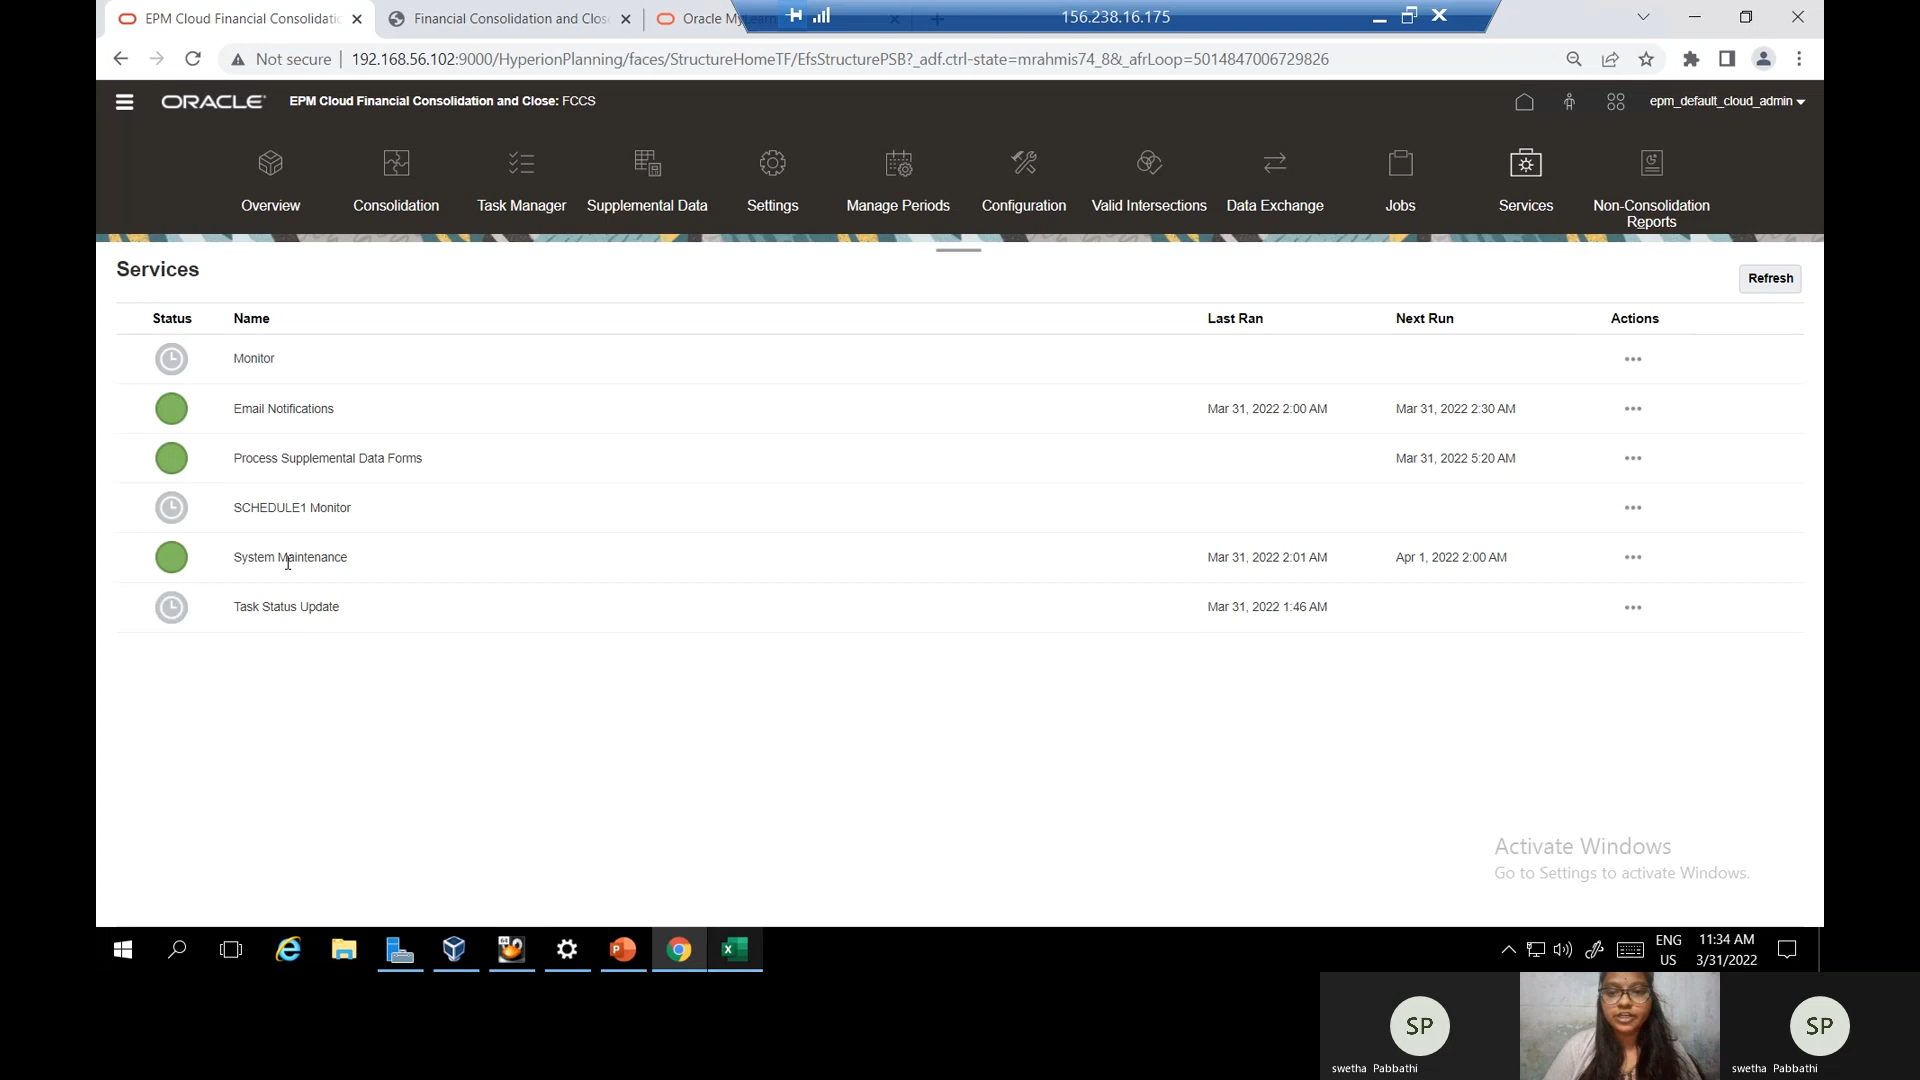 EPM Cloud Financial Consolidatio
Financial Consolidation and Clos
Oracle MyLearn
156.238.16.175
Not secure
192.168.56.102:9000/HyperionPlanning/faces/StructureHomeTF/EfsStructurePSB?_adf.ctrl-state=mrahmis74_8&_afrLoop=5014847006729826
ORACLE EPM Cloud Financial Consolidation and Close: FCCS
epm_default_cloud_admin
Overview
Consolidation
Task Manager
Supplemental Data
Settings
Manage Periods
Configuration
Valid Intersections
Data Exchange
Jobs
Services
Non-Consolidation
Reports
Services
Refresh
Status Name Last Ran Next Run Actions
Monitor
Email Notifications Mar 31, 2022 2:00 AM Mar 31, 2022 2:30 AM
Process Supplemental Data Forms Mar 31, 2022 5:20 AM
SCHEDULE1 Monitor
System Maintenance Mar 31, 2022 2:01 AM Apr 1, 2022 2:00 AM
Task Status Update Mar 31, 2022 1:46 AM
Activate Windows
Go to Settings to activate Windows.
ENG
US
11:34 AM
3/31/2022
SP
swetha Pabbathi
SP
swetha Pabbathi